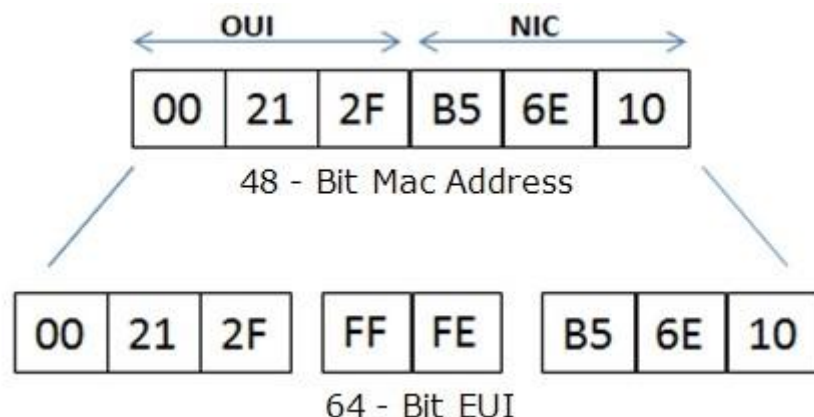 OUI NIC
00 21 2F B5 6E 10
48 - Bit Mac Address
00 21 2F FF FE B5 6E 10
64 - Bit EUI